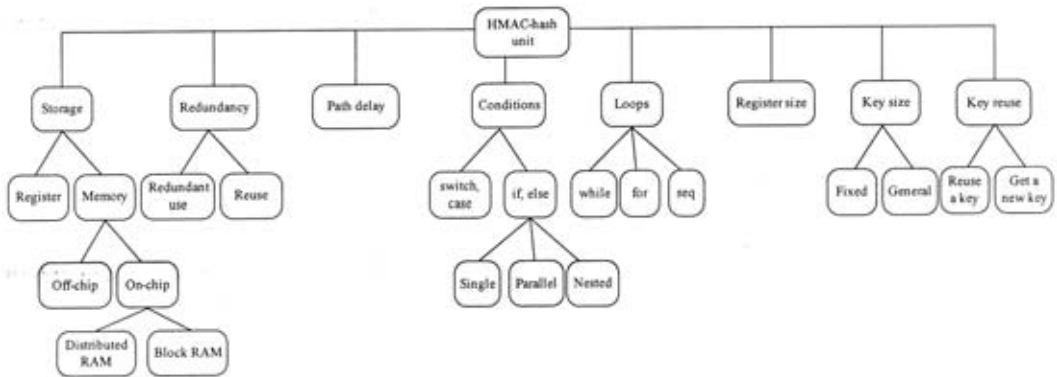 HMAC-hash
unit
Storage
Redundancy
Path delay
Conditions
Loops
Register size
Key size
Key reuse
Register
Memory
Redundant
use
Reuse
switch,
case
if, else
while
for
seq
Fixed
General
Reuse
a key
Get a
new key
Off-chip
On-chip
Single
Parallel
Nested
Distributed
RAM
Block RAM